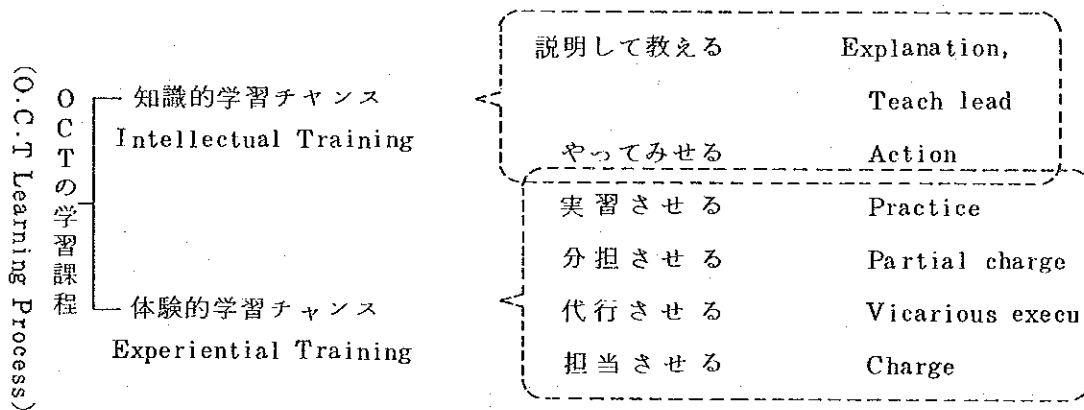 (O.C.T Learning Process)
OCTの学習課程
知識的学習チャンス
Intellectual Training
説明して教える Explanation,
Teach lead
やってみせる Action
体験的学習チャンス
Experiential Training
実習させる Practice
分担させる Partial charge
代行させる Vicarious execu
担当させる Charge